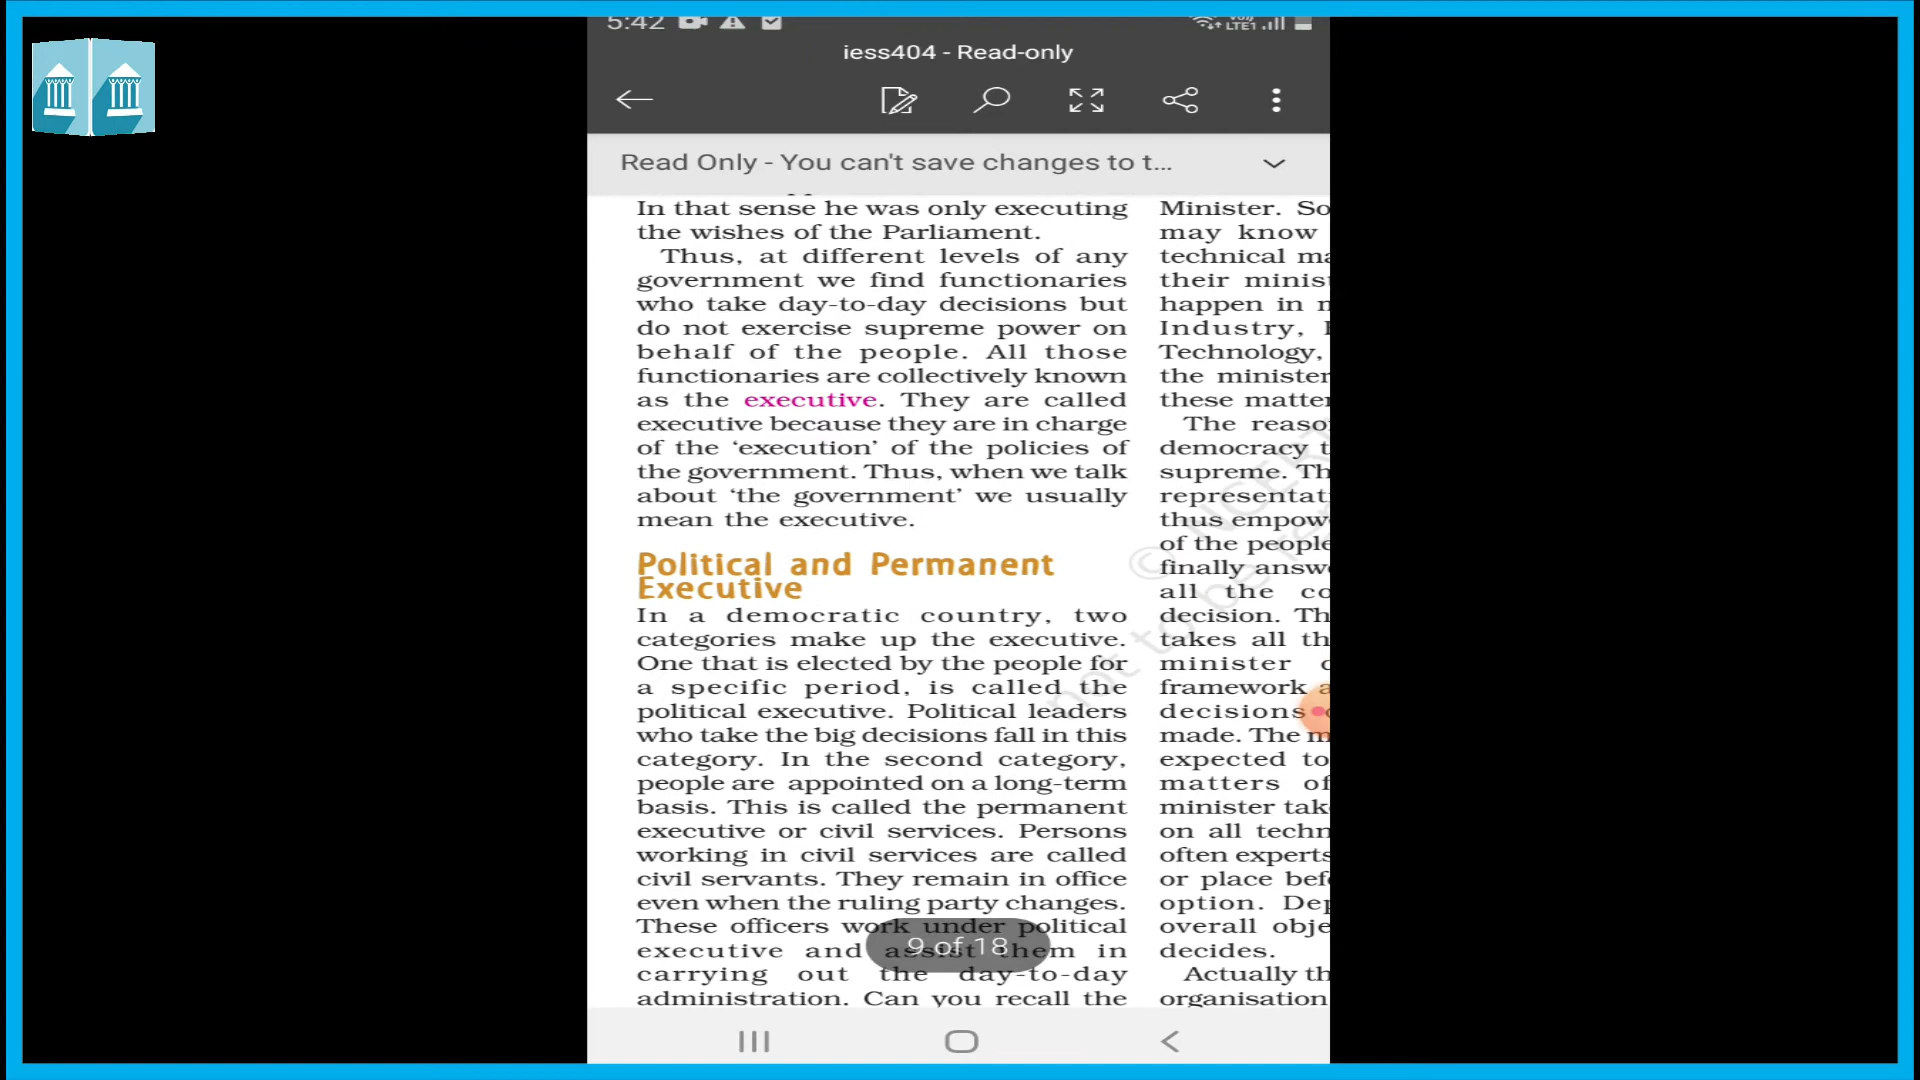 5:42
LTE1
iess404 - Read-only
Read Only - You can't save changes to t...
In that sense he was only executing
the wishes of the Parliament.
Thus, at different levels of any
government we find functionaries
who take day-to-day decisions but
do not exercise supreme power on
behalf of the people. All those
functionaries are collectively known
as the executive. They are called
executive because they are in charge
of the ‘execution’ of the policies of
the government. Thus, when we talk
about ‘the government’ we usually
mean the executive.
Political and Permanent
Executive
In a democratic country, two
categories make up the executive.
One that is elected by the people for
a specific period, is called the
political executive. Political leaders
who take the big decisions fall in this
category. In the second category,
people are appointed on a long-term
basis. This is called the permanent
executive or civil services. Persons
working in civil services are called
civil servants. They remain in office
even when the ruling party changes.
These officers work under political
executive and assist them in
carrying out the day-to-day
administration. Can you recall the
Minister. So
may know
technical ma
their minist
happen in m
Industry,
Technology,
the minister
these matter
The reaso
democracy t
supreme. Th
representati
thus empow
of the people
finally answ
all the co
decision. Th
takes all th
minister
framework a
decisions
made. The m
expected to
matters of
minister tak
on all techn
often experts
or place bef
option. Dep
overall obje
decides.
Actually th
organisation
© NCERT
not to be re
9 of 18